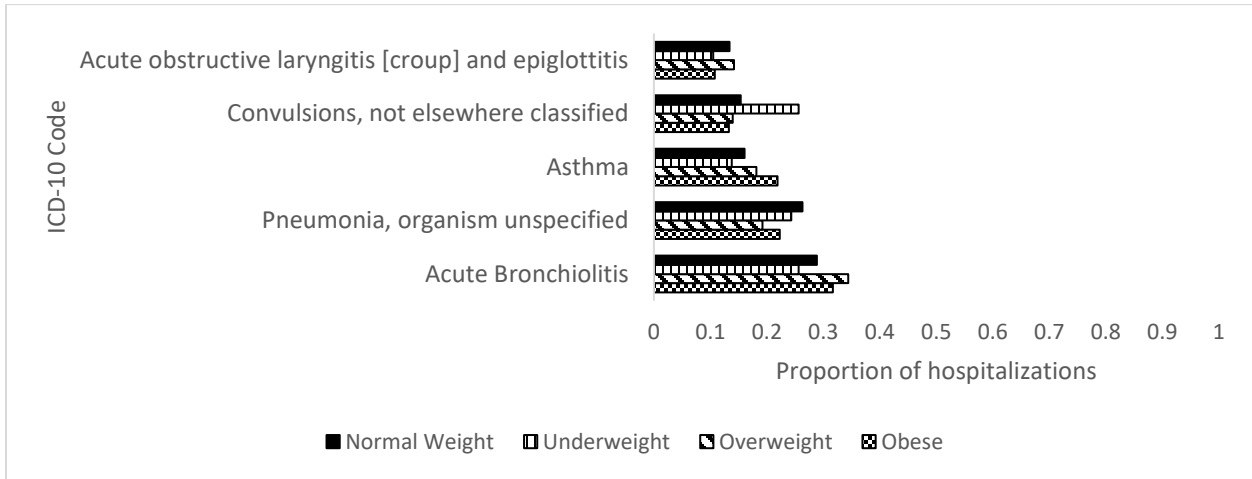 ICD-10 Code
Acute obstructive laryngitis [croup] and epiglottitis
Convulsions, not elsewhere classified
Asthma
Pneumonia, organism unspecified
Acute Bronchiolitis
0 0.1 0.2 0.3 0.4 0.5 0.6 0.7 0.8 0.9 1
Proportion of hospitalizations
Normal Weight Underweight Overweight Obese